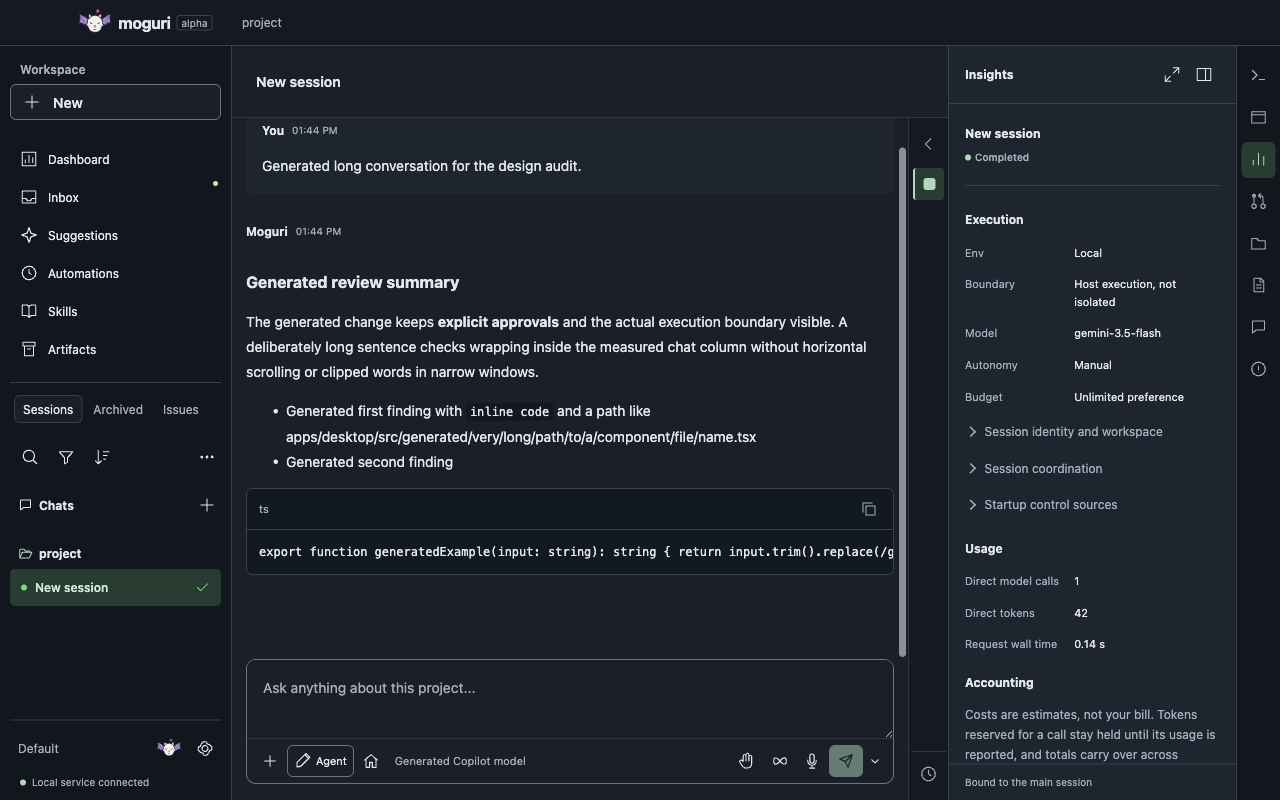 moguri alpha project
Workspace
New
Dashboard
Inbox
Suggestions
Automations
Skills
Artifacts
Sessions Archived Issues
Chats
project
New session
Default
Local service connected
New session
You 01:44 PM
Generated long conversation for the design audit.
Moguri 01:44 PM
Generated review summary
The generated change keeps explicit approvals and the actual execution boundary visible. A
deliberately long sentence checks wrapping inside the measured chat column without horizontal
scrolling or clipped words in narrow windows.
• Generated first finding with inline code and a path like
apps/desktop/src/generated/very/long/path/to/a/component/file/name.tsx
• Generated second finding
ts
export function generatedExample(input: string): string { return input.trim().replace(/g
Ask anything about this project...
Agent Generated Copilot model
Insights
New session
Completed
Execution
Env Local
Boundary Host execution, not
isolated
Model gemini-3.5-flash
Autonomy Manual
Budget Unlimited preference
Session identity and workspace
Session coordination
Startup control sources
Usage
Direct model calls 1
Direct tokens 42
Request wall time 0.14 s
Accounting
Costs are estimates, not your bill. Tokens
reserved for a call stay held until its usage is
reported, and totals carry over across
Bound to the main session